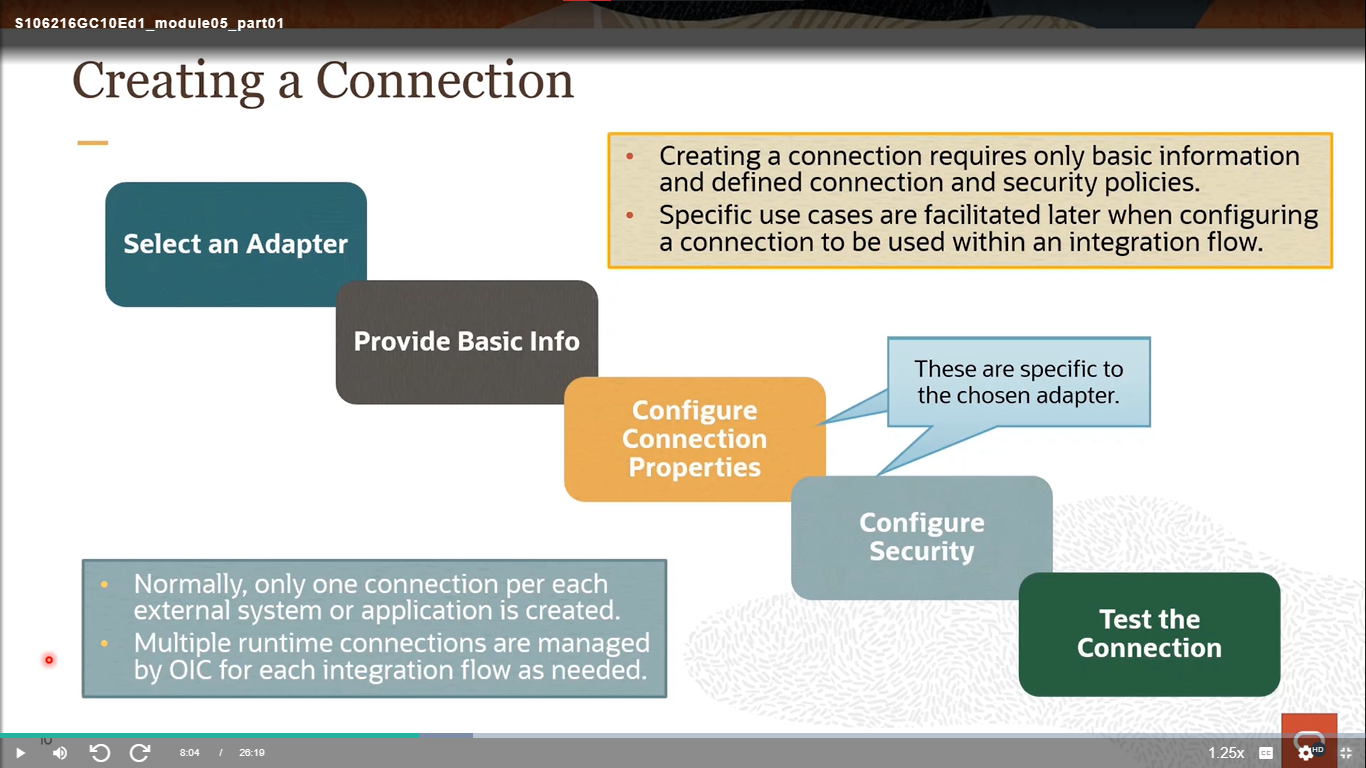 S106216GC10Ed1_module05_part01
Creating a Connection
• Creating a connection requires only basic information
and defined connection and security policies.
• Specific use cases are facilitated later when configuring
a connection to be used within an integration flow.
Select an Adapter
Provide Basic Info
These are specific to
the chosen adapter.
Configure
Connection
Properties
Configure
Security
• Normally, only one connection per each
external system or application is created.
• Multiple runtime connections are managed
by OIC for each integration flow as needed.
Test the
Connection
8:04 / 26:19
1.25x
CC
HD